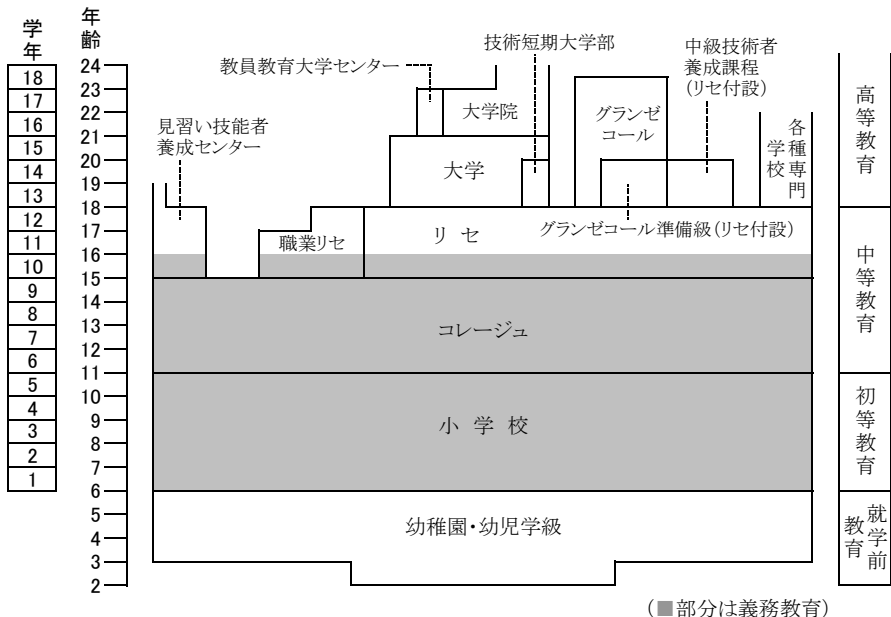 学年
年齢
18
17
16
15
14
13
12
11
10
9
8
7
6
5
4
3
2
1
24
23
22
21
20
19
18
17
16
15
14
13
12
11
10
9
8
7
6
5
4
3
2
教員教育大学センター
技術短期大学部
中級技術者
養成課程
(リセ付設)
見習い技能者
養成センター
大学院
大学
グランゼ
コール
各種専門
学校
職業リセ
リ セ
グランゼコール準備級(リセ付設)
コレージュ
小 学 校
幼稚園・幼児学級
高等教育
中等教育
初等教育
就学前
教育
(■部分は義務教育)